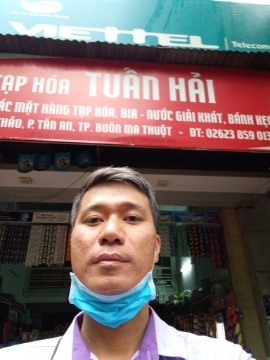 VIETTEL
Telecom
TẠP HÓA TUẤN HẢI
CÁC MẶT HÀNG TẠP HÓA, BIA - NƯỚC GIẢI KHÁT, BÁNH KẸO
THẢO, P. TÂN AN, TP. BUÔN MA THUỘT - ĐT: 02623 859 013